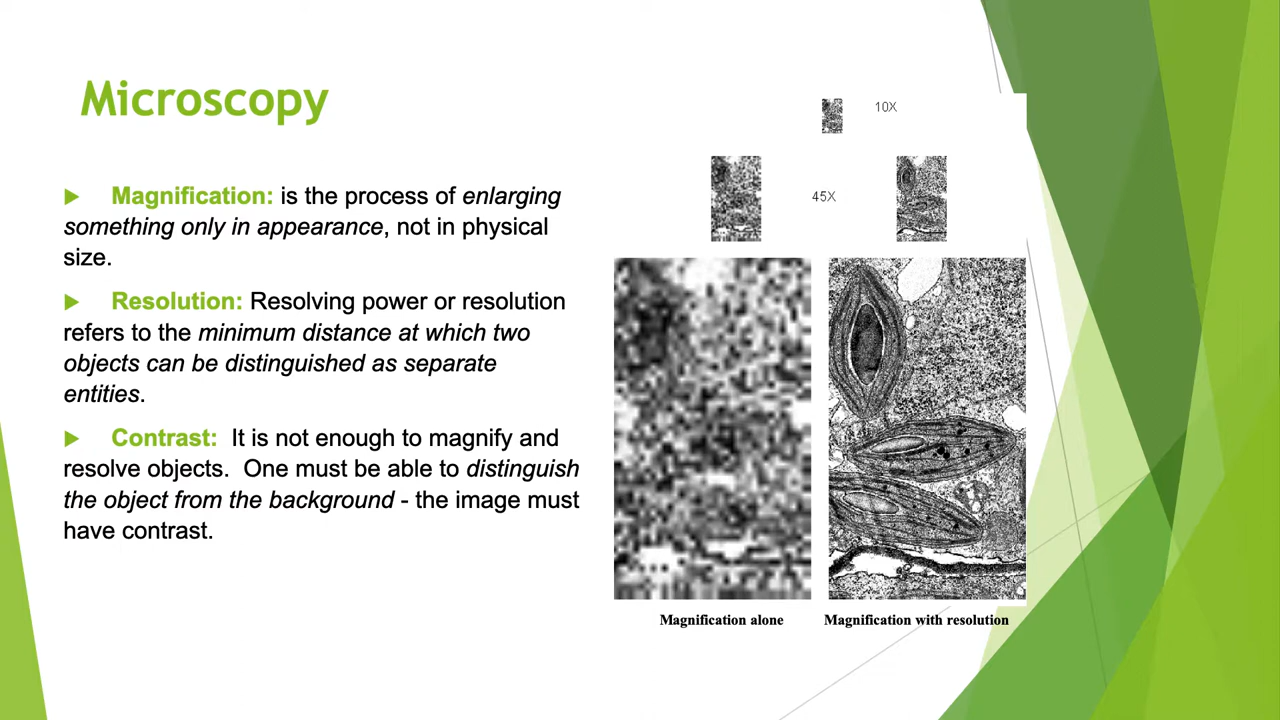 Microscopy
Magnification: is the process of enlarging
something only in appearance, not in physical
size.
Resolution: Resolving power or resolution
refers to the minimum distance at which two
objects can be distinguished as separate
entities.
Contrast: It is not enough to magnify and
resolve objects. One must be able to distinguish
the object from the background - the image must
have contrast.
10X
45X
Magnification alone
Magnification with resolution